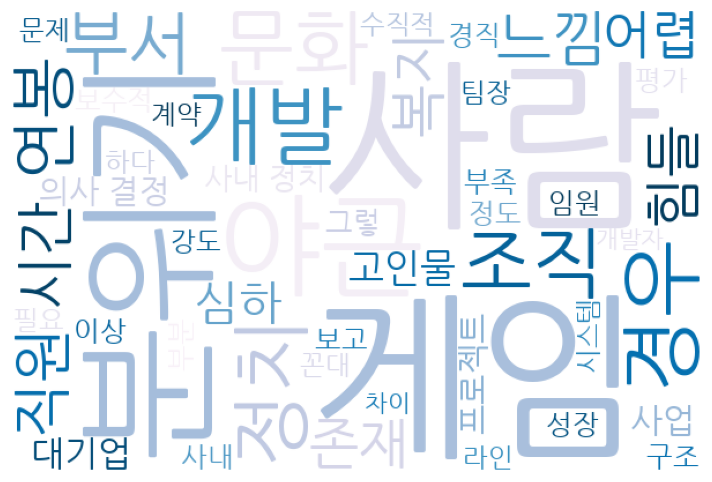 문제
부서
문화
수직적
경직
느낌
어렵
연봉
보수적
계약
개발
복지
팀장
평가
사람
분위기
하다
의사 결정
사내 정치
야근
그렇
부족
정도
임원
힘들
시간
강도
심하
고인물
조직
개발자
경우
필요
이상
부분
정치
보고
꼰대
게임
프로젝트
시스템
직원
차이
존재
성장
사업
대기업
사내
라인
구조